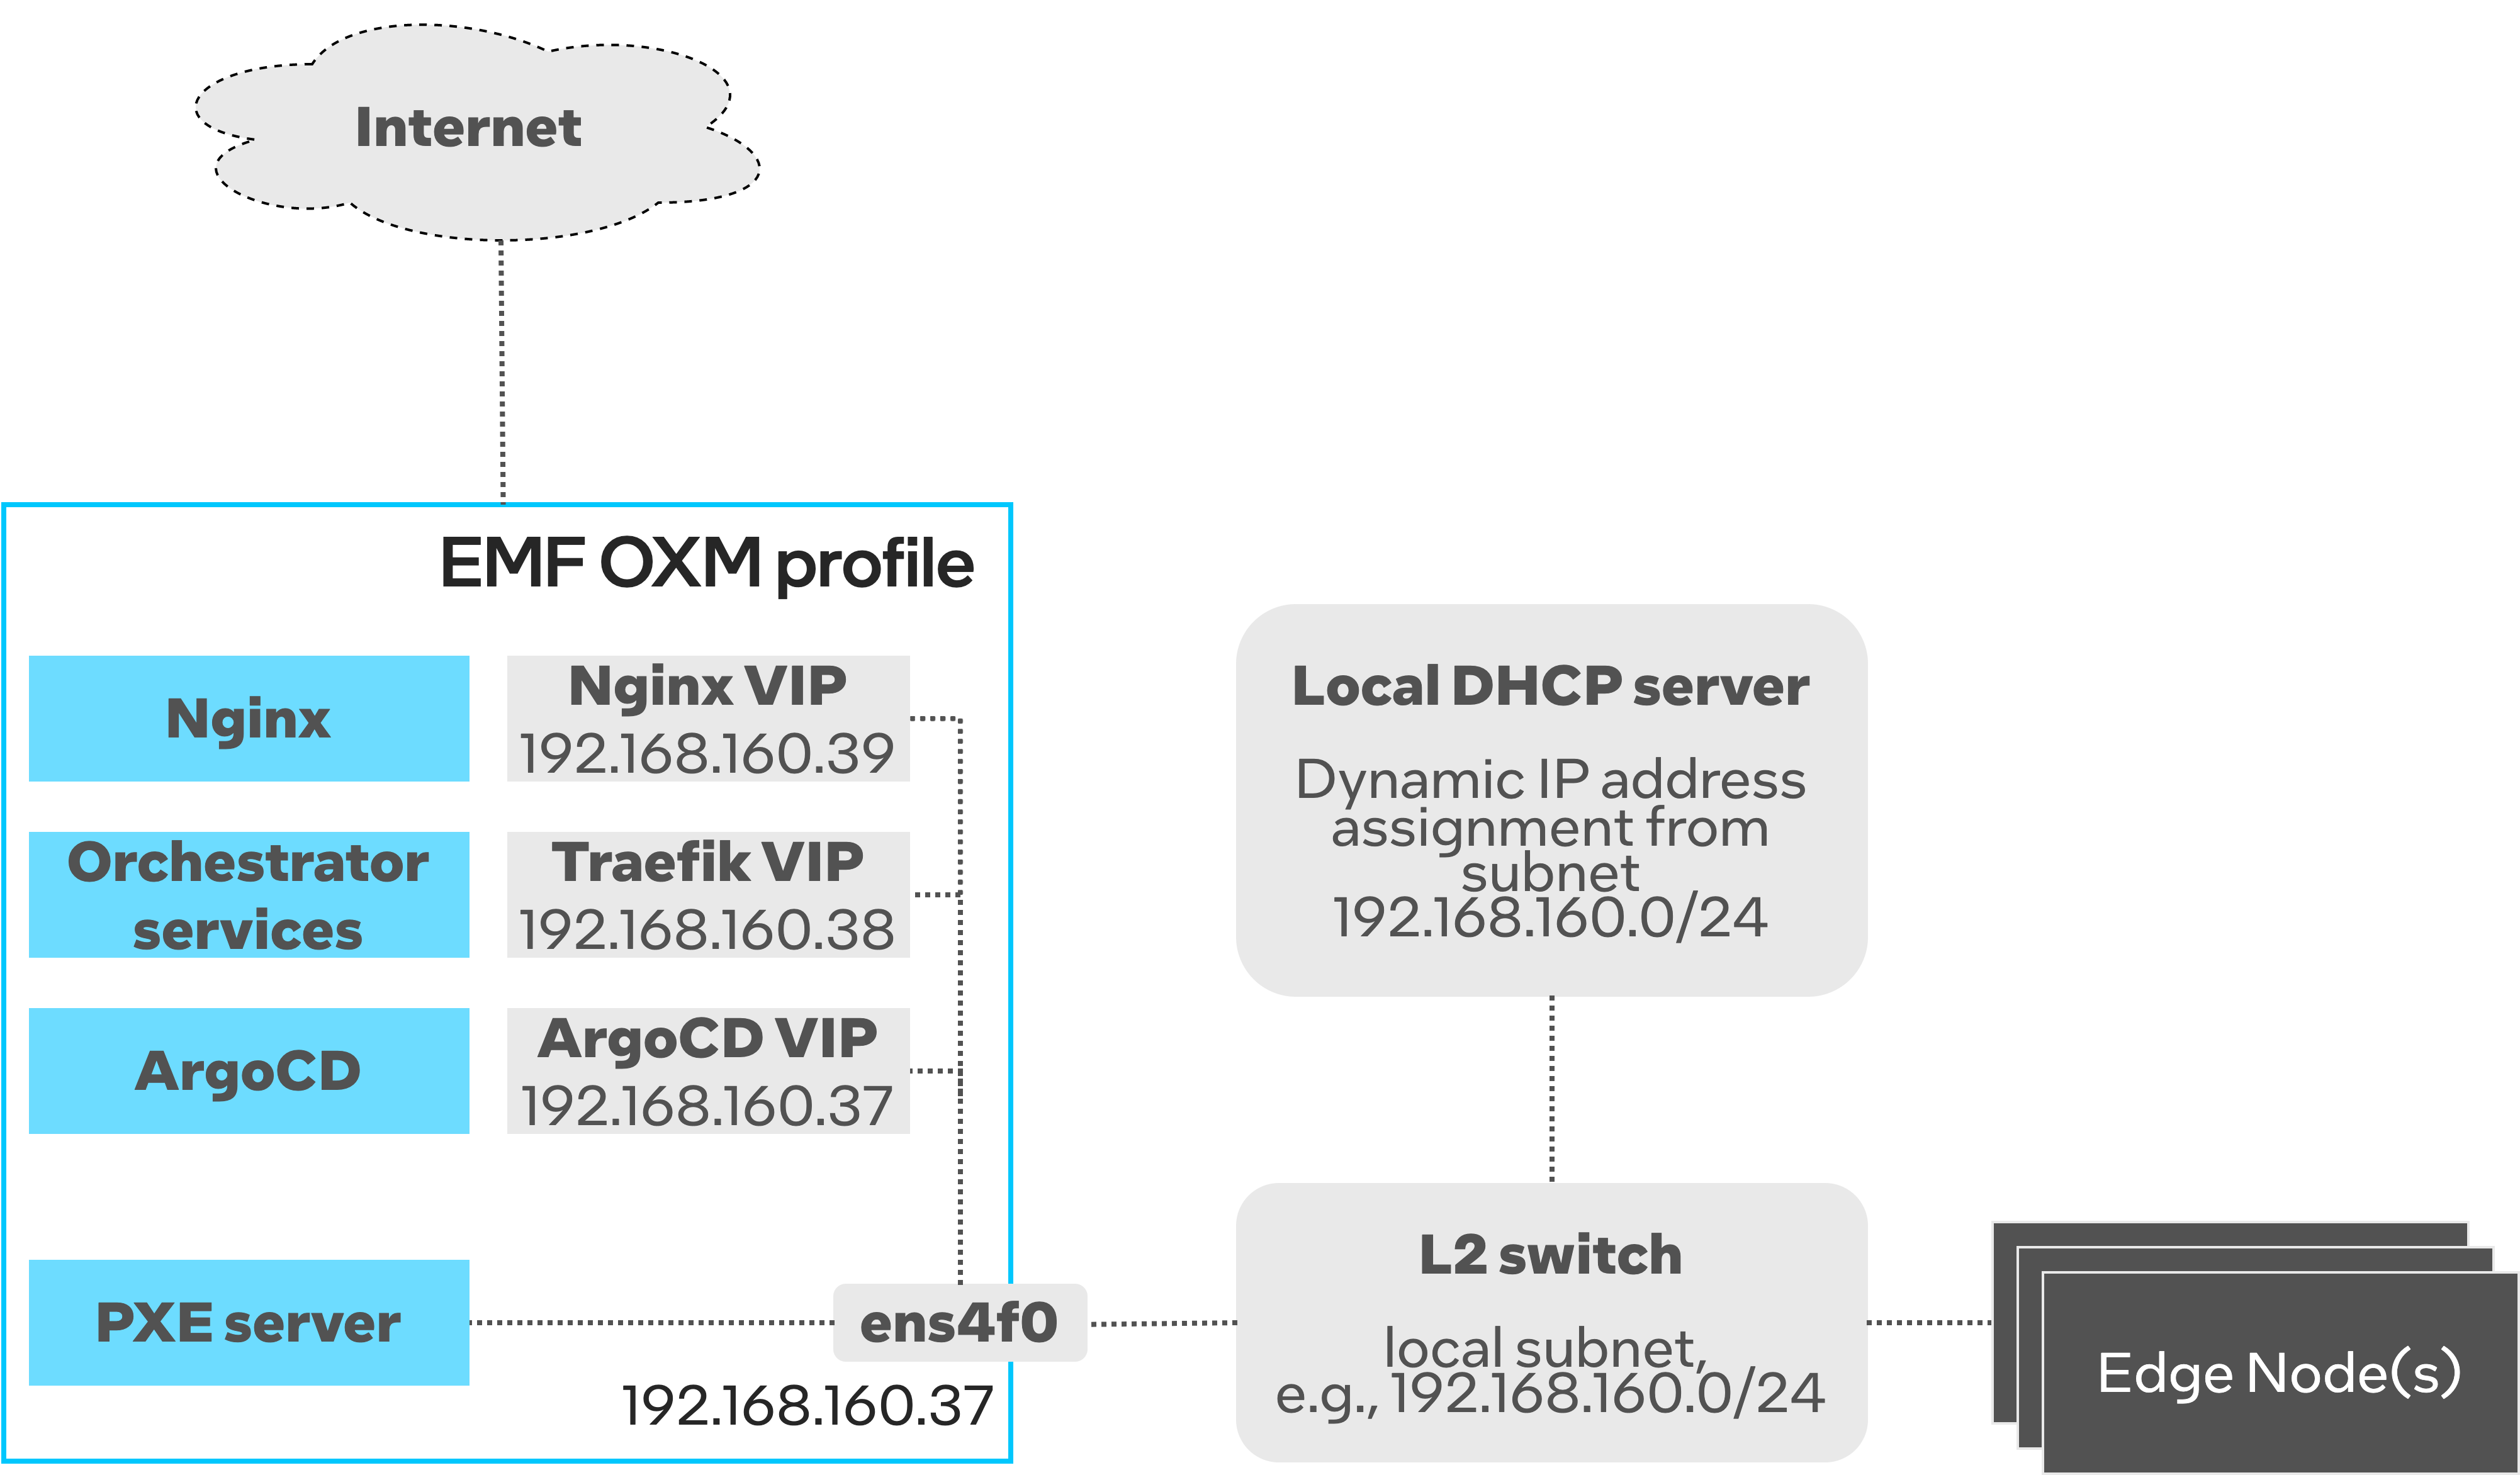 Internet
EMF OXM profile
Nginx
Nginx VIP
192.168.160.39
Orchestrator
services
Traefik VIP
192.168.160.38
ArgoCD
ArgoCD VIP
192.168.160.37
PXE server
ens4f0
192.168.160.37
Local DHCP server
Dynamic IP address
assignment from
subnet
192.168.160.0/24
L2 switch
local subnet,
e.g., 192.168.160.0/24
Edge Node(s)